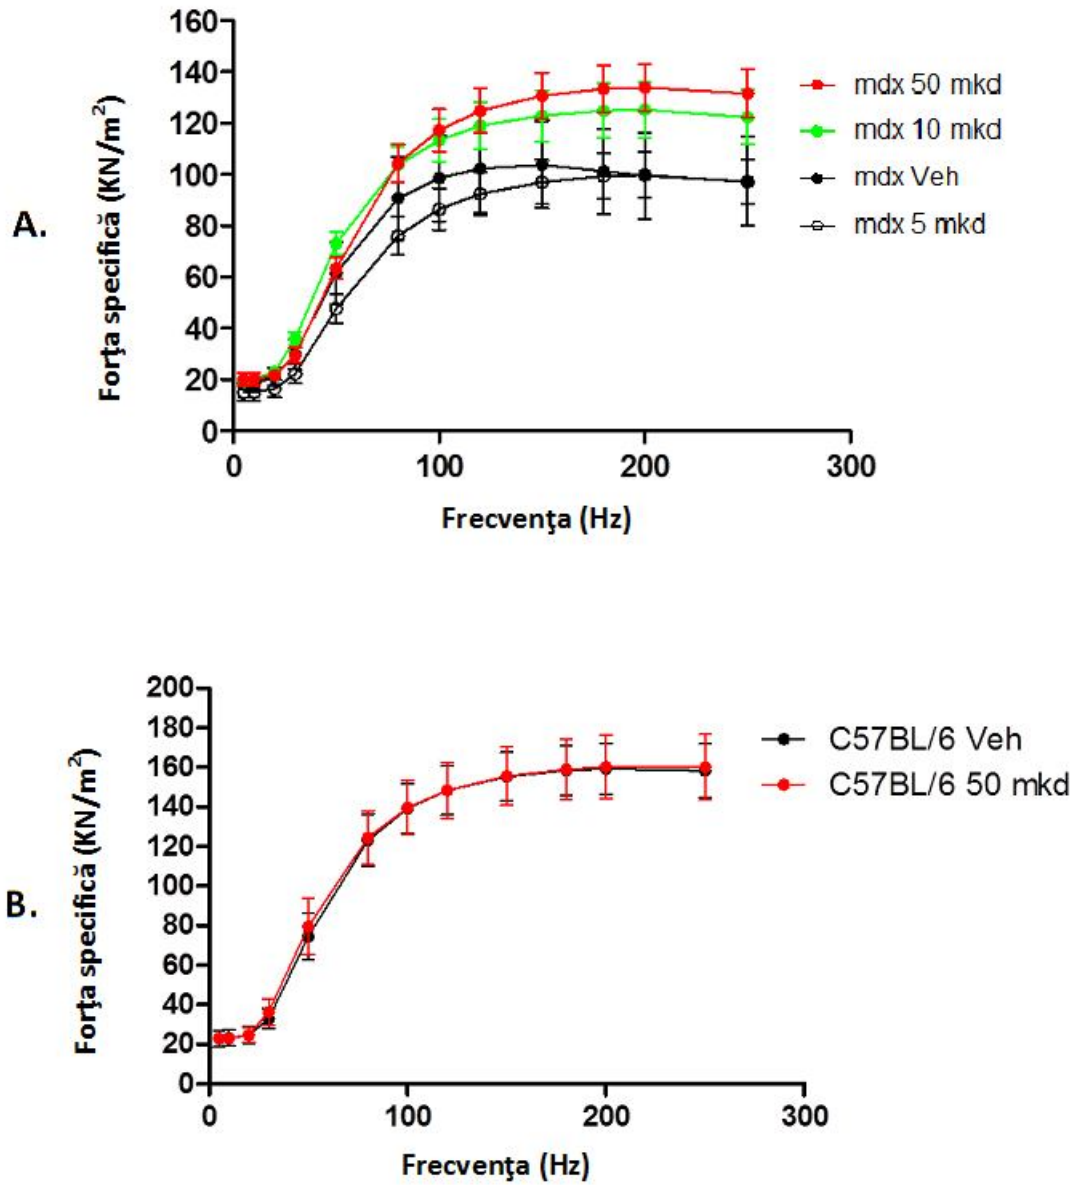 160
140
120
100
80
60
40
20
0
Forţa specifică (KN/m²)
A.
0 100 200 300
Frecvenţa (Hz)
mdx 50 mkd
mdx 10 mkd
mdx Veh
mdx 5 mkd
200
180
160
140
120
100
80
60
40
20
0
Forţa specifică (KN/m²)
B.
0 100 200 300
Frecvenţa (Hz)
C57BL/6 Veh
C57BL/6 50 mkd